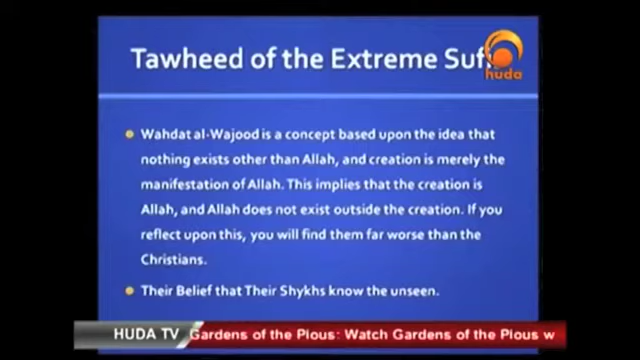 Tawheed of the Extreme Sufi
huda
Wahdat al-Wajood is a concept based upon the idea that
nothing exists other than Allah, and creation is merely the
manifestation of Allah. This implies that the creation is
Allah, and Allah does not exist outside the creation. If you
reflect upon this, you will find them far worse than the
Christians.
Their Belief that Their Shykhs know the unseen.
HUDA TV Gardens of the Pious: Watch Gardens of the Pious w